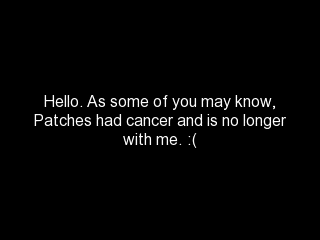 Hello. As some of you may know,
Patches had cancer and is no longer
with me. :(